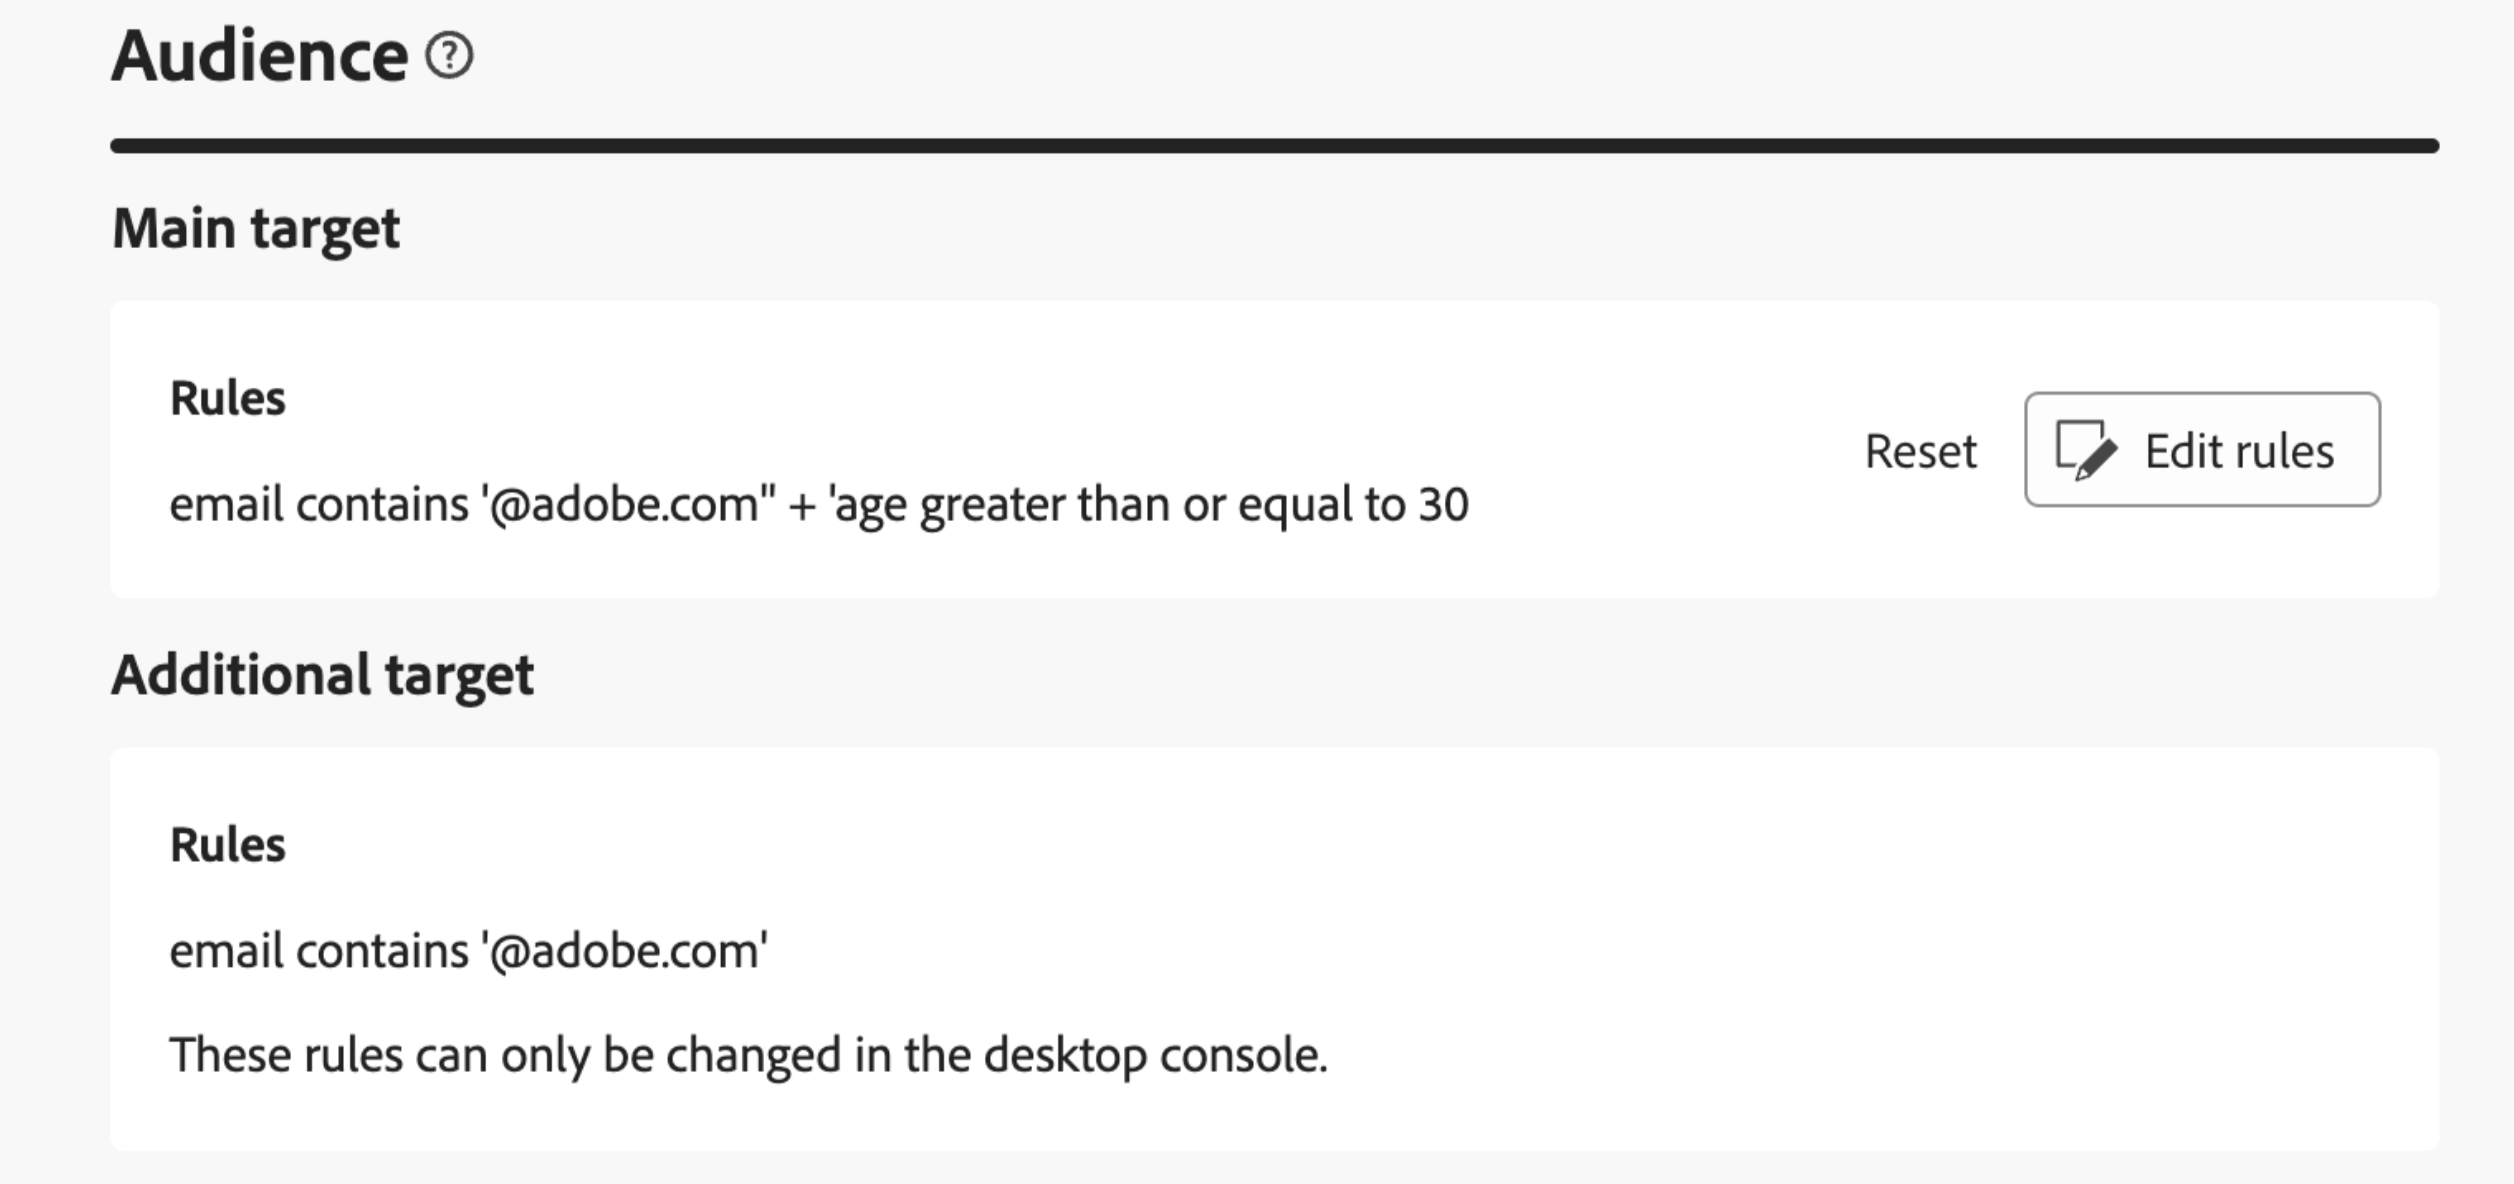 Audience ?
Main target
Rules
email contains '@adobe.com'' + 'age greater than or equal to 30
Reset
Edit rules
Additional target
Rules
email contains '@adobe.com'
These rules can only be changed in the desktop console.